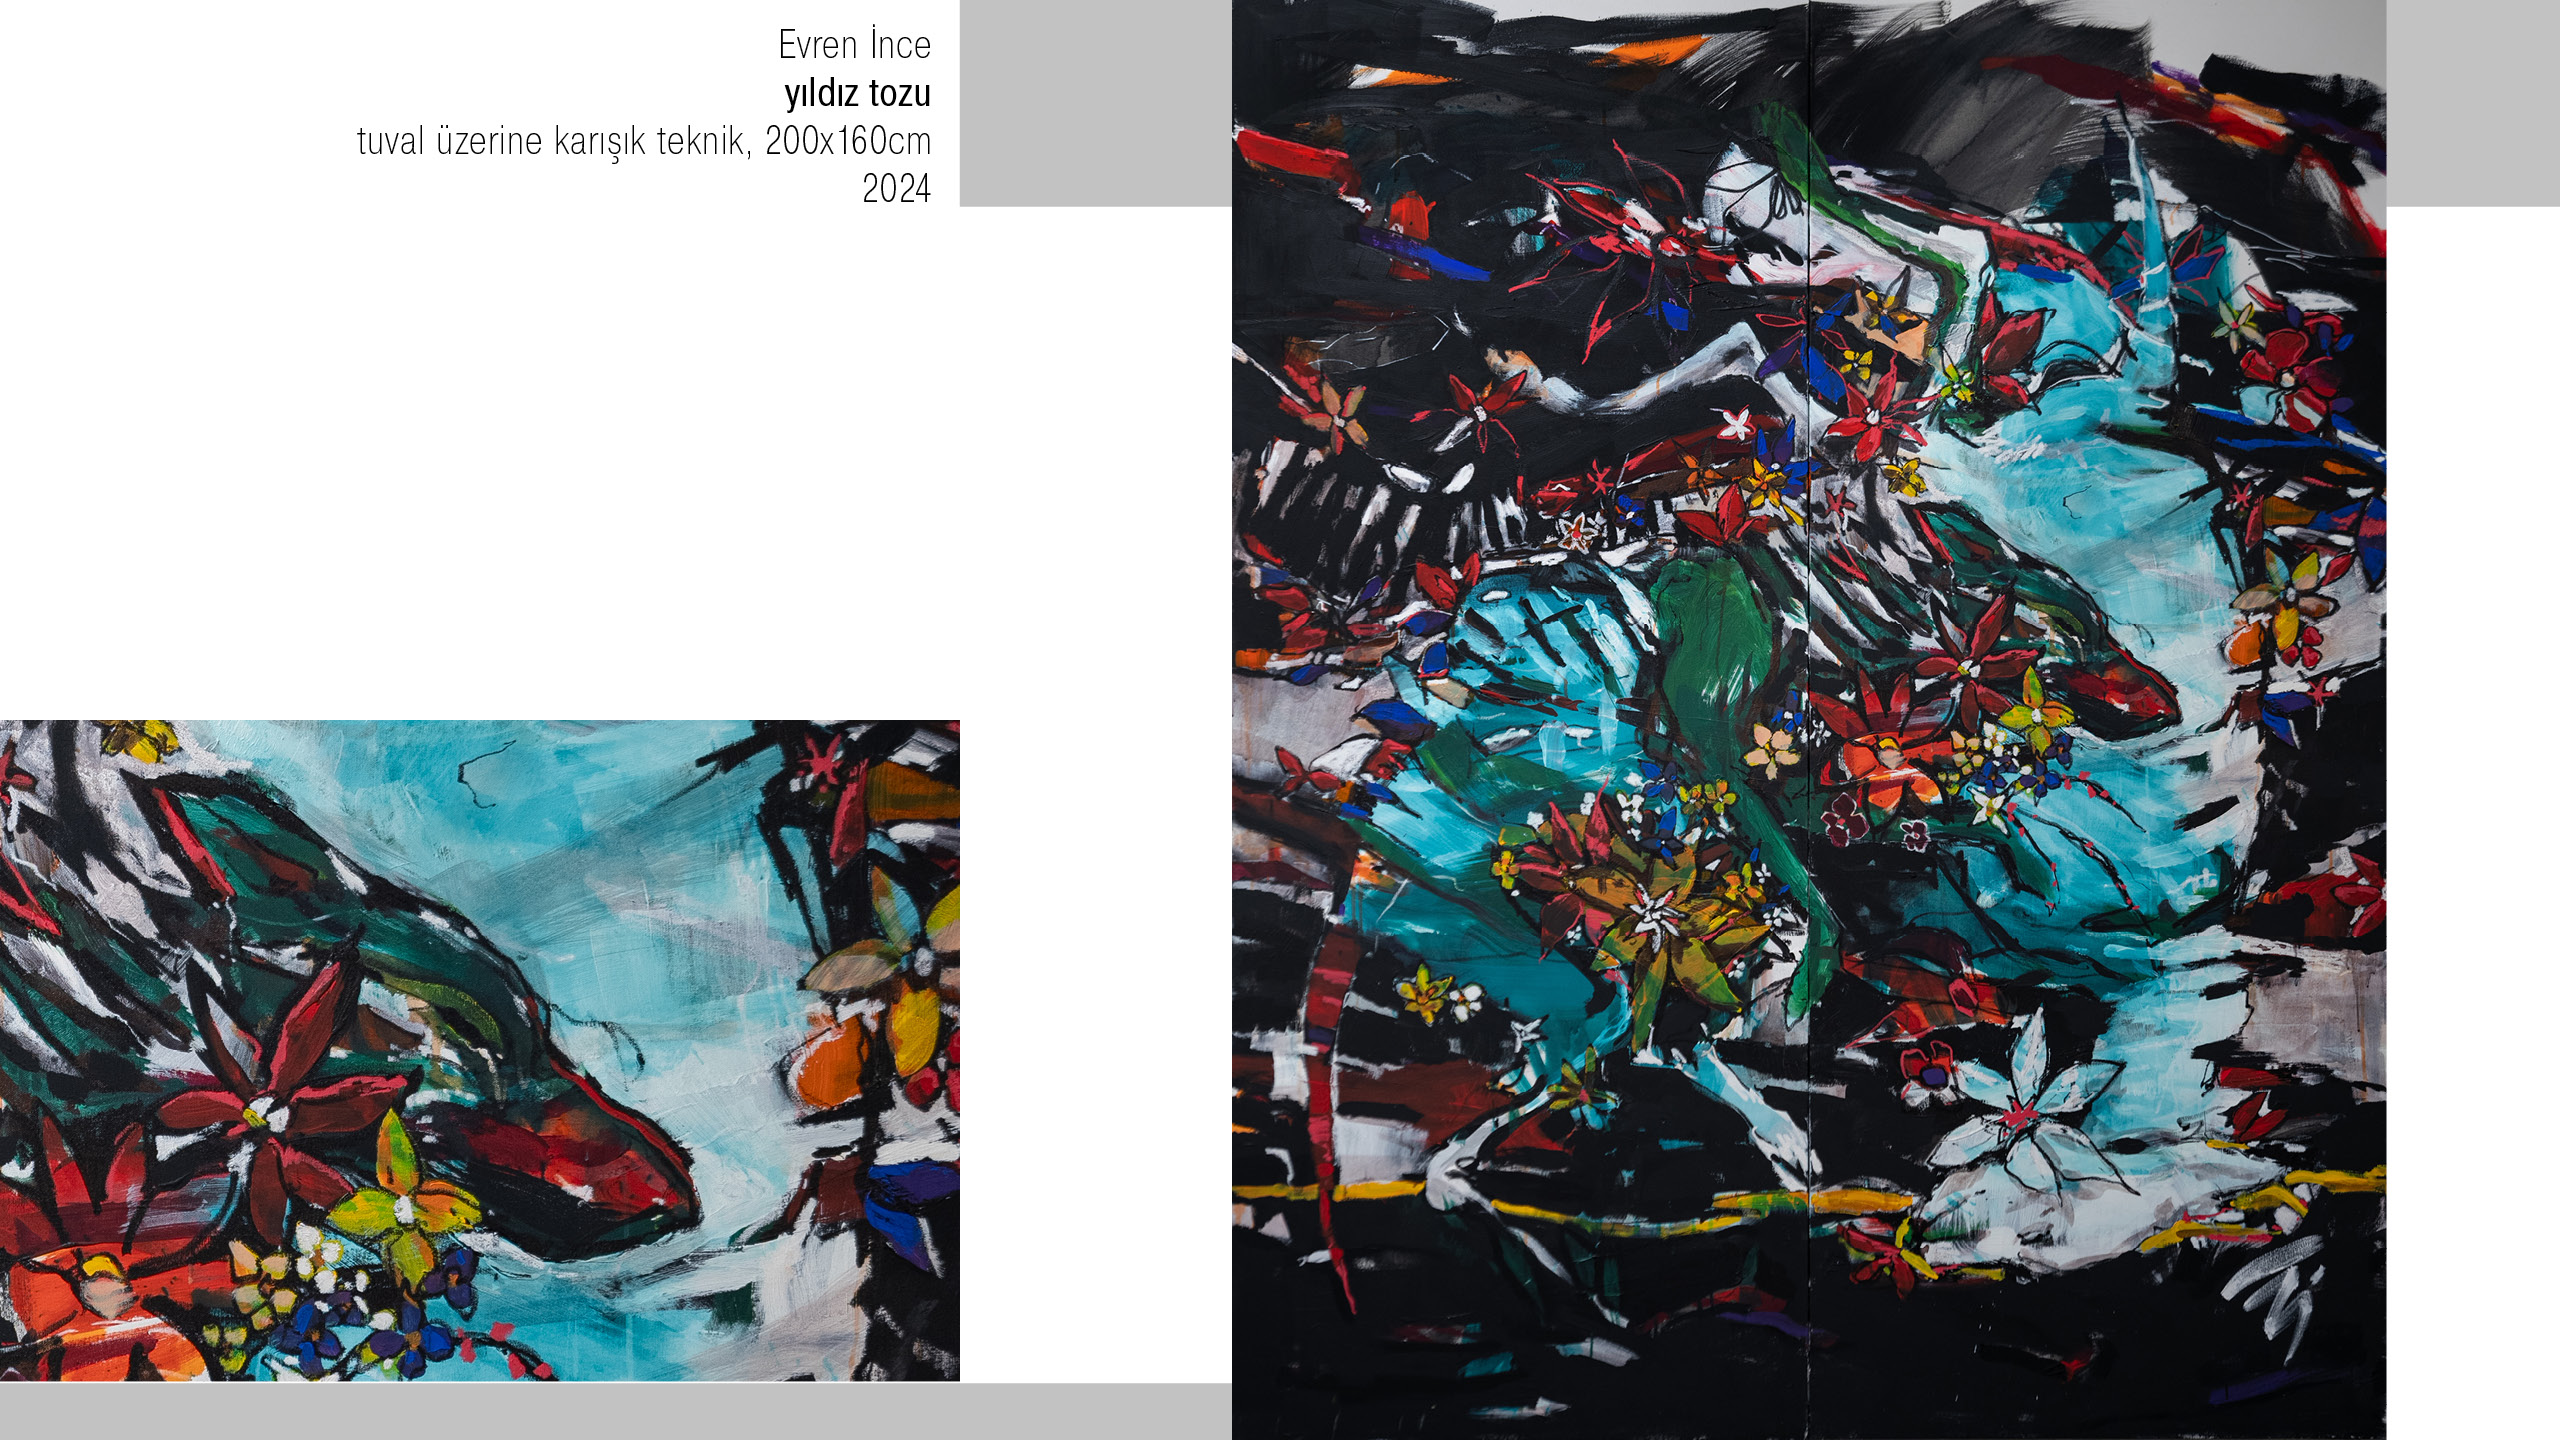 Evren İnce
yıldız tozu
tuval üzerine karışık teknik, 200x160cm
2024